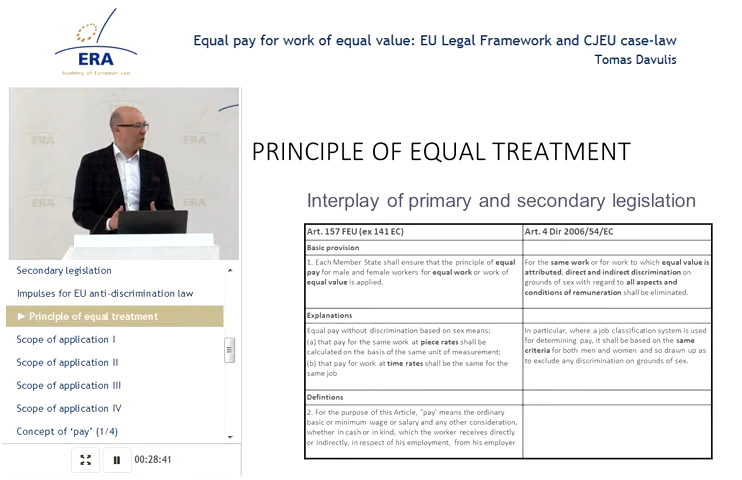 ERA
Academy of European Law
Equal pay for work of equal value: EU Legal Framework and CJEU case-law
Tomas Davulis
ERA
ERA
ERA
PRINCIPLE OF EQUAL TREATMENT
Interplay of primary and secondary legislation
Art. 157 FEU (ex 141 EC)
Art. 4 Dir 2006/54/EC
Basic provision
1. Each Member State shall ensure that the principle of equal
pay for male and female workers for equal work or work of
equal value is applied.
For the same work or for work to which equal value is
attributed, direct and indirect discrimination on
grounds of sex with regard to all aspects and
conditions of remuneration shall be eliminated.
Explanations
Equal pay without discrimination based on sex means:
(a) that pay for the same work at piece rates shall be
calculated on the basis of the same unit of measurement;
(b) that pay for work at time rates shall be the same for the
same job
In particular, where a job classification system is used
for determining pay, it shall be based on the same
criteria for both men and women and so drawn up as
to exclude any discrimination on grounds of sex.
Defintions
2. For the purpose of this Article, "pay' means the ordinary
basic or minimum wage or salary and any other consideration,
whether in cash or in kind, which the worker receives directly
or indirectly, in respect of his employment, from his employer
Secondary legislation
Impulses for EU anti-discrimination law
► Principle of equal treatment
Scope of application I
Scope of application II
Scope of application III
Scope of application IV
Concept of ‘pay’ (1/4)
00:28:41